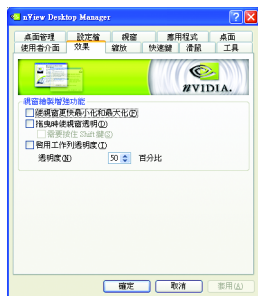 nView Desktop Manager
桌面管理 設定檔 視窗 應用程式 桌面
使用者介面 效果 縮放 快速鍵 滑鼠 工具
NVIDIA.
視窗繪製增強功能
使視窗更快最小化和最大化(P)
拖曳時使視窗透明(D)
需要按住 Shift 鍵(S)
啓用工作列透明度(T)
透明度(N) 50 百分比
確定 取消 套用(A)